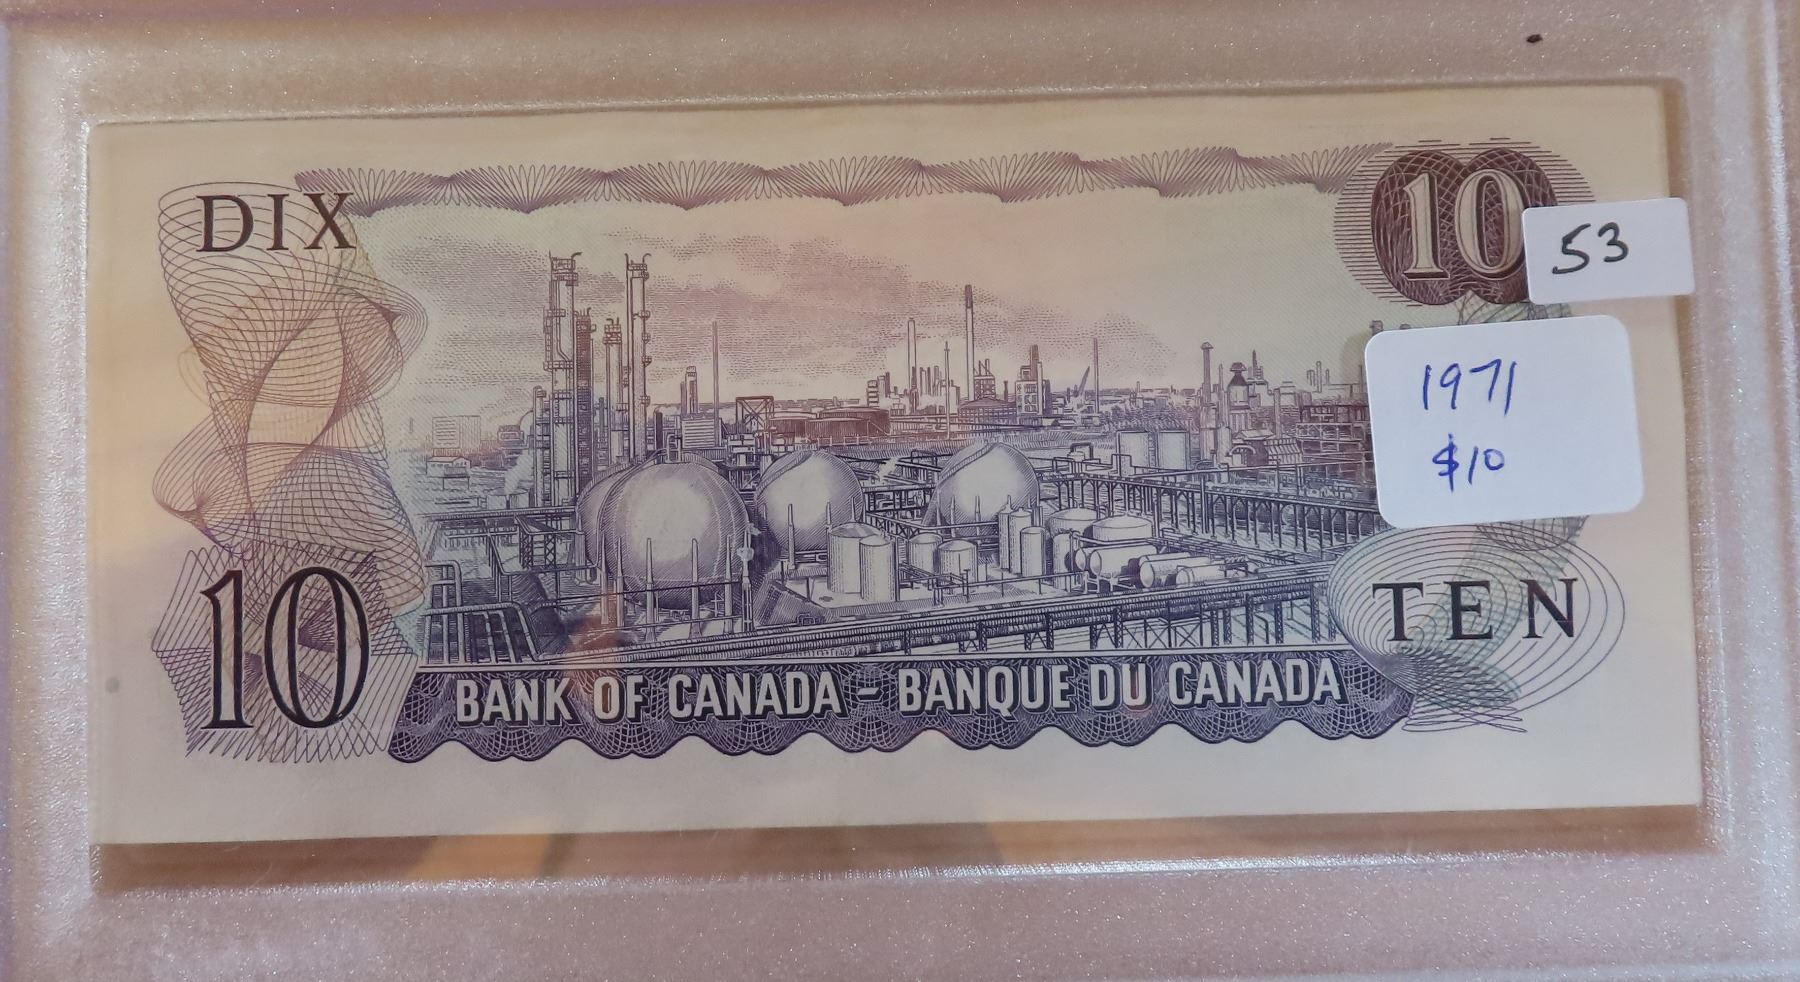 DIX
10
53
1971
$10
10
TEN
BANK OF CANADA - BANQUE DU CANADA